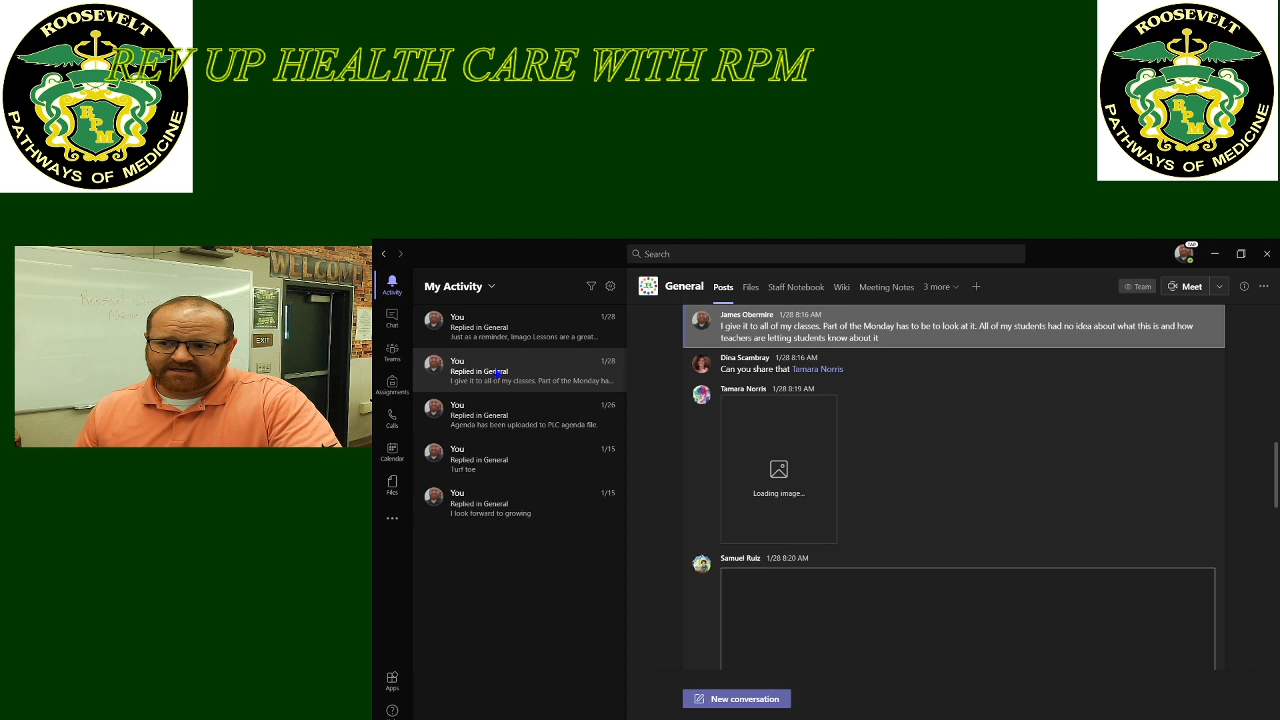 ROOSEVELT
RPM
PATHWAYS OF MEDICINE
REV UP HEALTH CARE WITH RPM
ROOSEVELT
RPM
PATHWAYS OF MEDICINE
WELCOME
EXIT
Search
Activity
Chat
Teams
Assignments
Calls
Calendar
Files
Apps
My Activity
You 1/28
Replied in General
Just as a reminder, Imago Lessons are a great...
You 1/28
Replied in General
I give it to all of my classes. Part of the Monday ha...
You 1/26
Replied in General
Agenda has been uploaded to PLC agenda file.
You 1/15
Replied in General
Turf toe
You 1/15
Replied in General
I look forward to growing
General Posts Files Staff Notebook Wiki Meeting Notes 3 more
Team Meet
James Obermire 1/28 8:16 AM
I give it to all of my classes. Part of the Monday has to be to look at it. All of my students had no idea about what this is and how
teachers are letting students know about it
Dina Scambray 1/28 8:16 AM
Can you share that Tamara Norris
Tamara Norris 1/28 8:19 AM
Loading image...
Samuel Ruiz 1/28 8:20 AM
New conversation